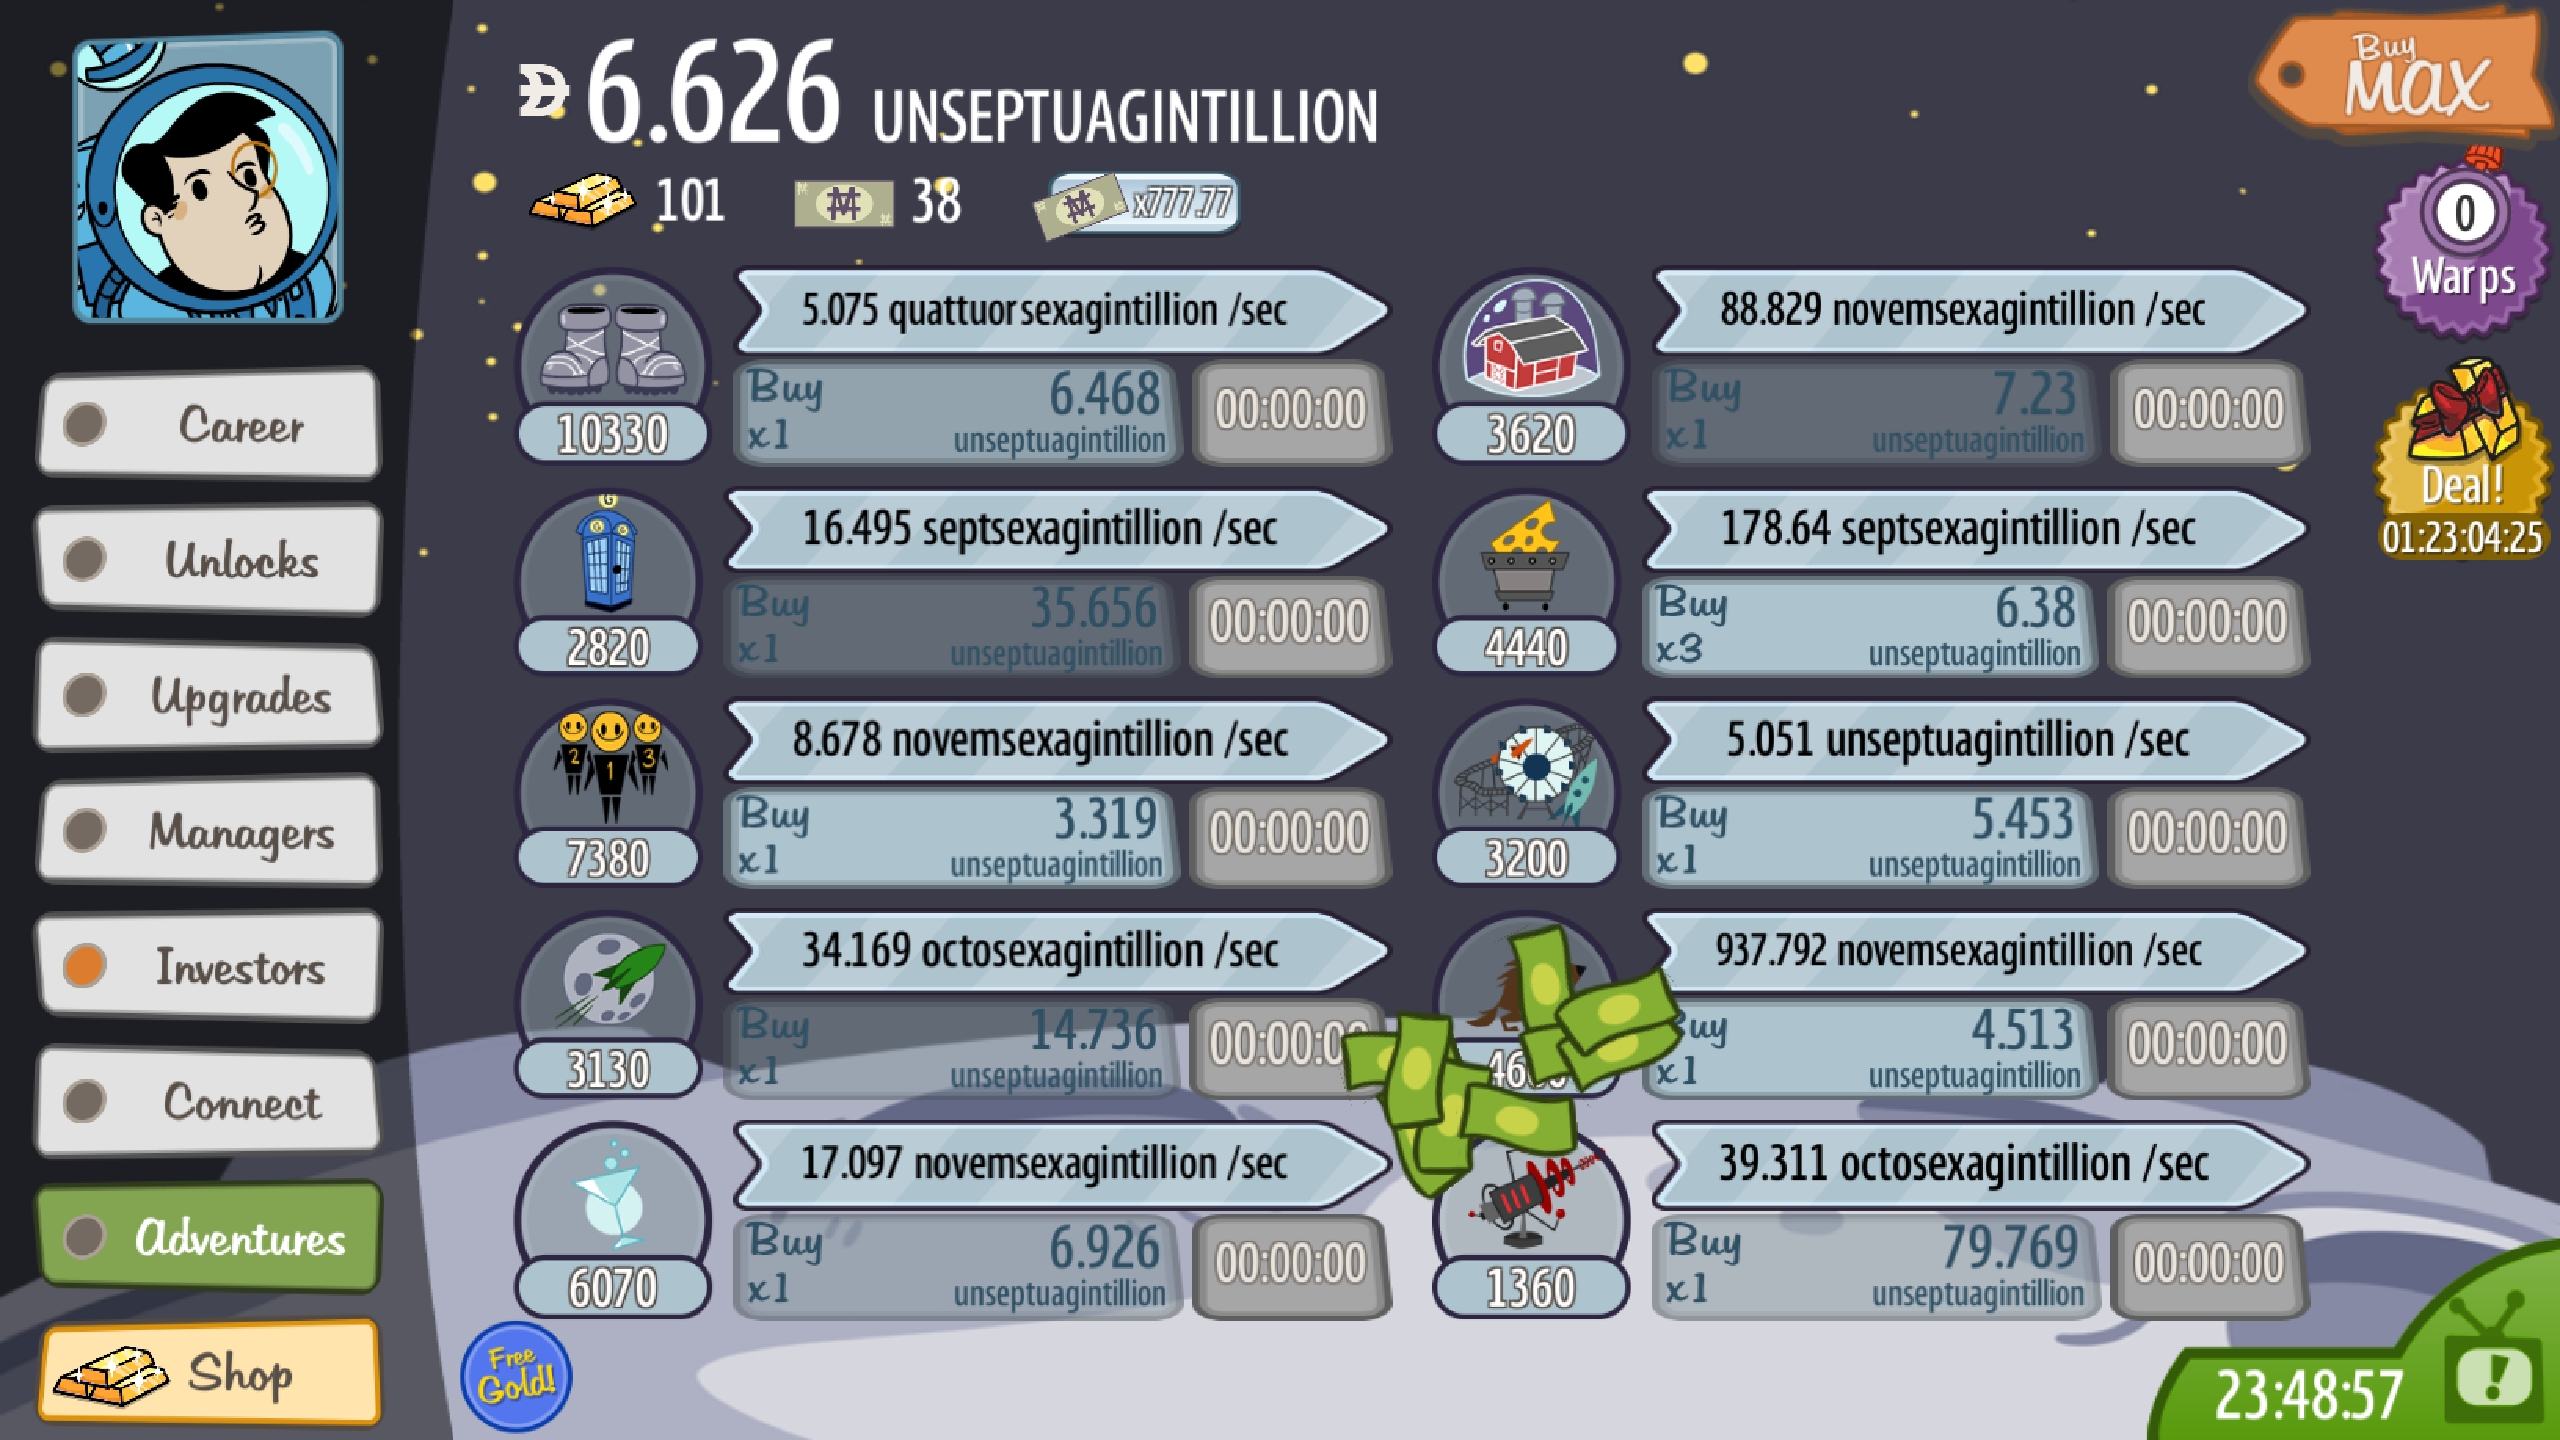 6.626 UNSEPTUAGINTILLION
Buy
MAX
101
38
x777.77
0
Warps
Deal!
01:23:04:25
Career
Unlocks
Upgrades
Managers
Investors
Connect
Adventures
Shop
5.075 quattuorsexagintillion /sec
10330
Buy
x1
6.468
unseptuagintillion
00:00:00
88.829 novemsexagintillion /sec
3620
Buy
x1
7.23
unseptuagintillion
00:00:00
16.495 septsexagintillion /sec
2820
Buy
x1
35.656
unseptuagintillion
00:00:00
178.64 septsexagintillion /sec
4440
Buy
x3
6.38
unseptuagintillion
00:00:00
8.678 novemsexagintillion /sec
2 1 3
7380
Buy
x1
3.319
unseptuagintillion
00:00:00
5.051 unseptuagintillion /sec
3200
Buy
x1
5.453
unseptuagintillion
00:00:00
34.169 octosexagintillion /sec
3130
Buy
x1
14.736
unseptuagintillion
00:00:00
937.792 novemsexagintillion /sec
Buy
x1
4.513
unseptuagintillion
00:00:00
17.097 novemsexagintillion /sec
6070
Buy
x1
6.926
unseptuagintillion
00:00:00
39.311 octosexagintillion /sec
1360
Buy
x1
79.769
unseptuagintillion
00:00:00
Free
Gold!
23:48:57